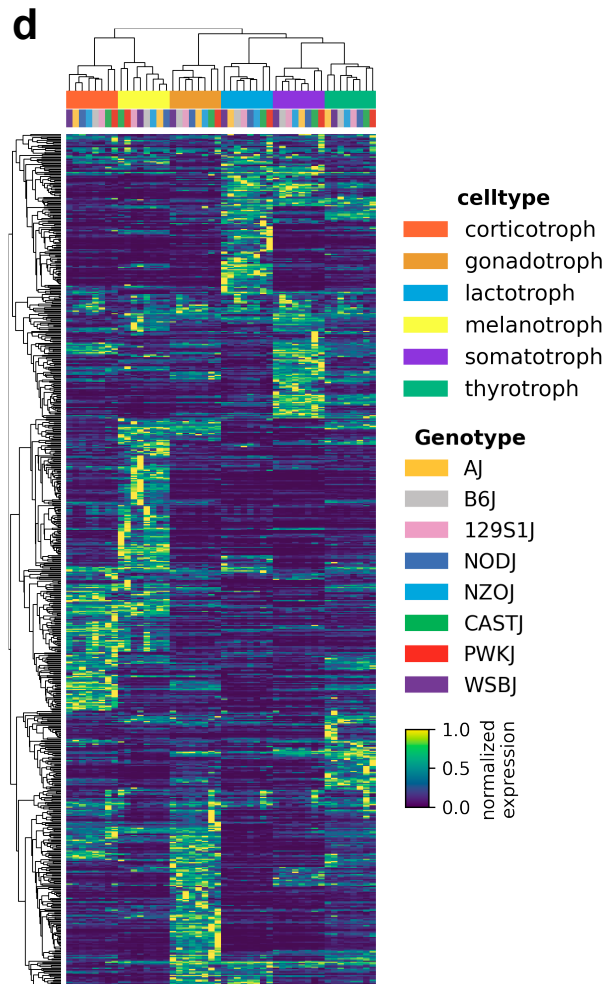 d
celltype
corticotroph
gonadotroph
lactotroph
melanotroph
somatotroph
thyrotroph
Genotype
AJ
B6J
129S1J
NODJ
NZOJ
CASTJ
PWKJ
WSBJ
1.0
0.5
0.0
normalized
expression